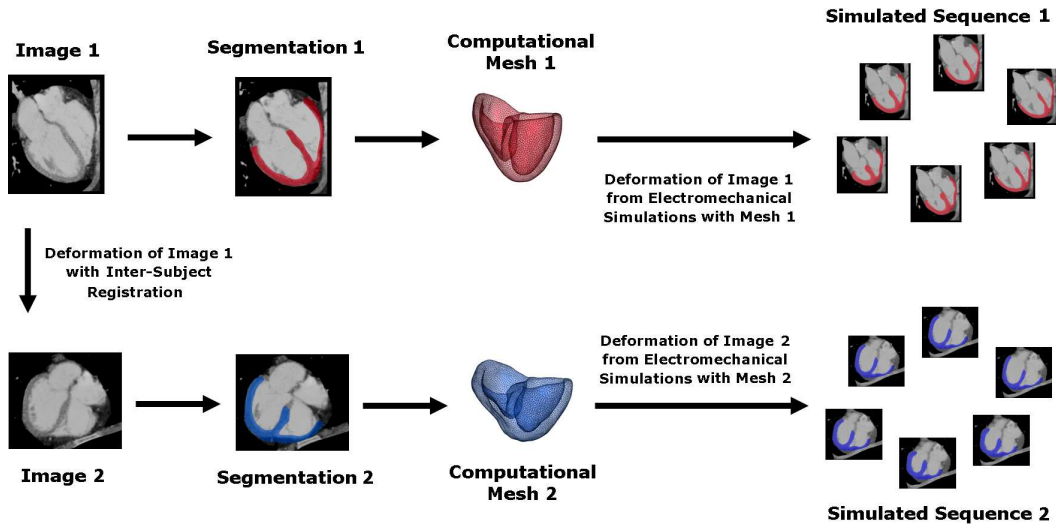 Image 1
Segmentation 1
Computational
Mesh 1
Simulated Sequence 1
Deformation of Image 1
from Electromechanical
Simulations with Mesh 1
Deformation of Image 1
with Inter-Subject
Registration
Deformation of Image 2
from Electromechanical
Simulations with Mesh 2
Image 2
Segmentation 2
Computational
Mesh 2
Simulated Sequence 2